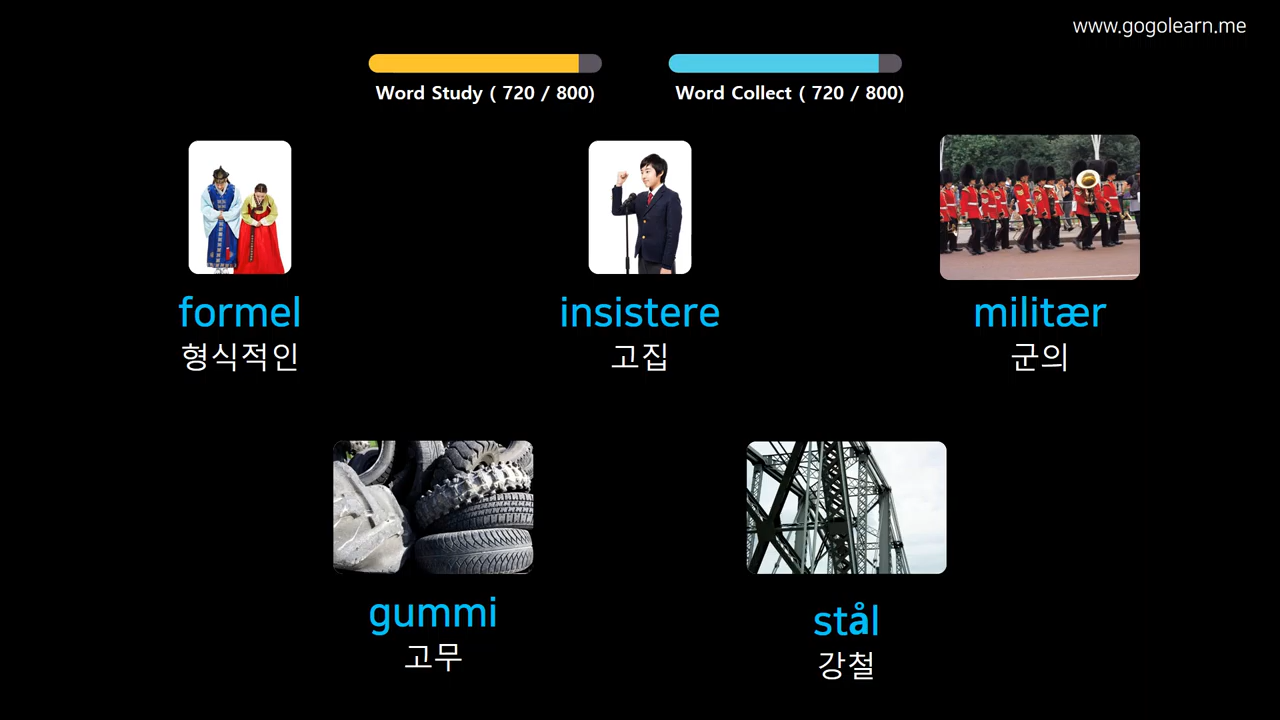 www.gogolearn.me
Word Study ( 720 / 800)
Word Collect ( 720 / 800)
formel
형식적인
insistere
고집
militær
군의
gummi
고무
stål
강철